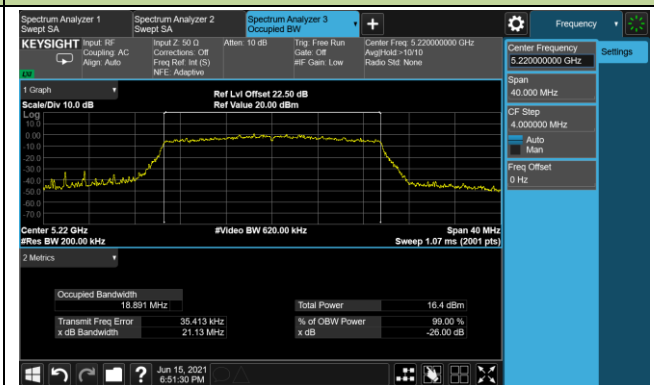 Spectrum Analyzer 1
Swept SA
Spectrum Analyzer 2
Swept SA
Spectrum Analyzer 3
Occupied BW
+
Frequency
KEYSIGHT
Input: RF
Coupling: AC
Align: Auto
Input Z: 50 Ω
Corrections: Off
Freq Ref: Int (S)
NFE: Adaptive
Atten: 10 dB
Trig: Free Run
Gate: Off
#IF Gain: Low
Center Freq: 5.220000000 GHz
Avg|Hold:>10/10
Radio Std: None
Center Frequency
5.220000000 GHz
Settings
Span
40.000 MHz
CF Step
4.000000 MHz
Auto
Man
Freq Offset
0 Hz
1 Graph
Scale/Div 10.0 dB
Ref Lvl Offset 22.50 dB
Ref Value 20.00 dBm
Log
10.0
0.00
-10.0
-20.0
-30.0
-40.0
-50.0
-60.0
-70.0
Center 5.22 GHz
#Res BW 200.00 kHz
#Video BW 620.00 kHz
Span 40 MHz
Sweep 1.07 ms (2001 pts)
2 Metrics
Occupied Bandwidth
18.891 MHz
Total Power 16.4 dBm
Transmit Freq Error 35.413 kHz
% of OBW Power 99.00 %
x dB Bandwidth 21.13 MHz
x dB -26.00 dB
?
Jun 15, 2021
6:51:30 PM